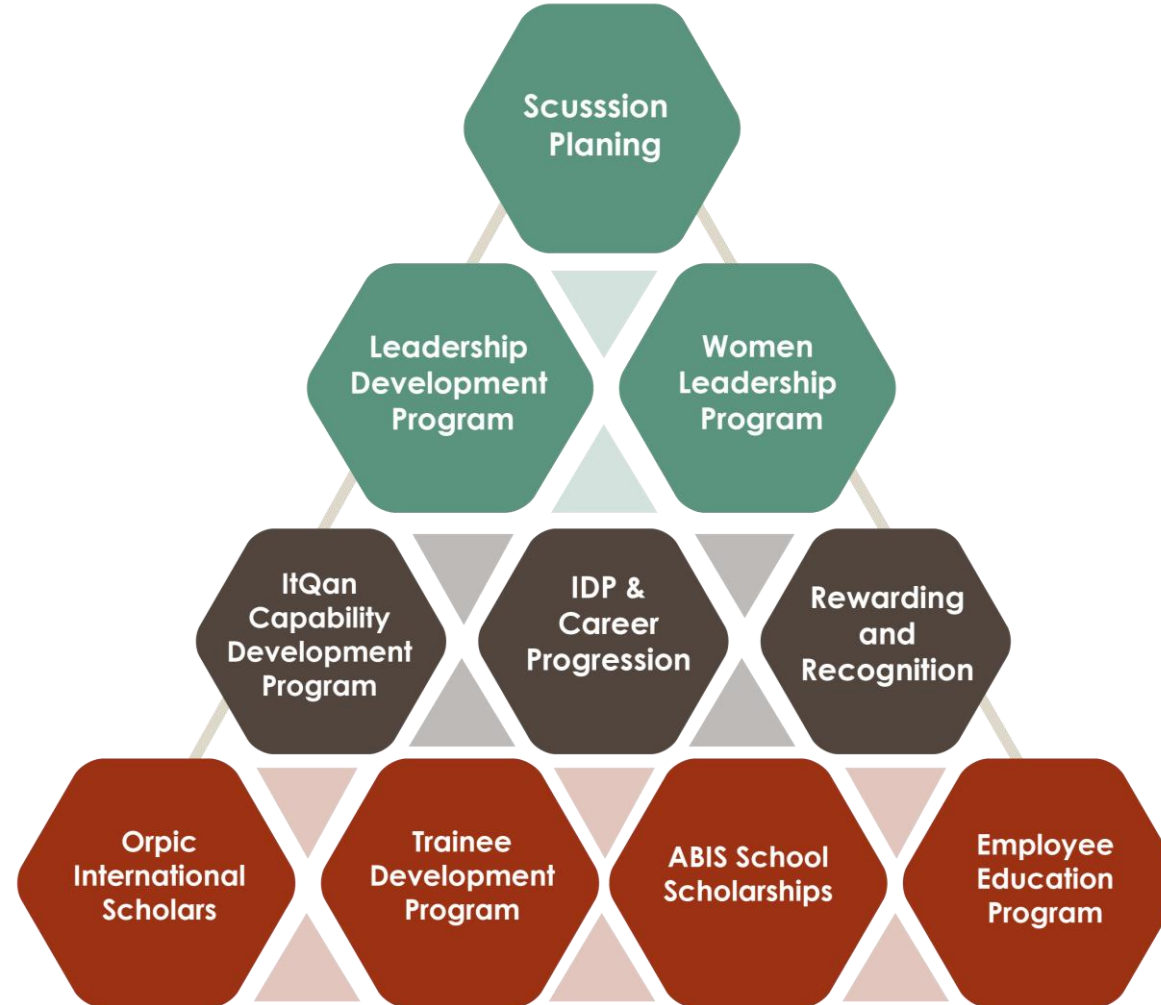 Scusssion
Planing
Leadership
Development
Program
Women
Leadership
Program
ItQan
Capability
Development
Program
IDP &
Career
Progression
Rewarding
and
Recognition
Orpic
International
Scholars
Trainee
Development
Program
ABIS School
Scholarships
Employee
Education
Program